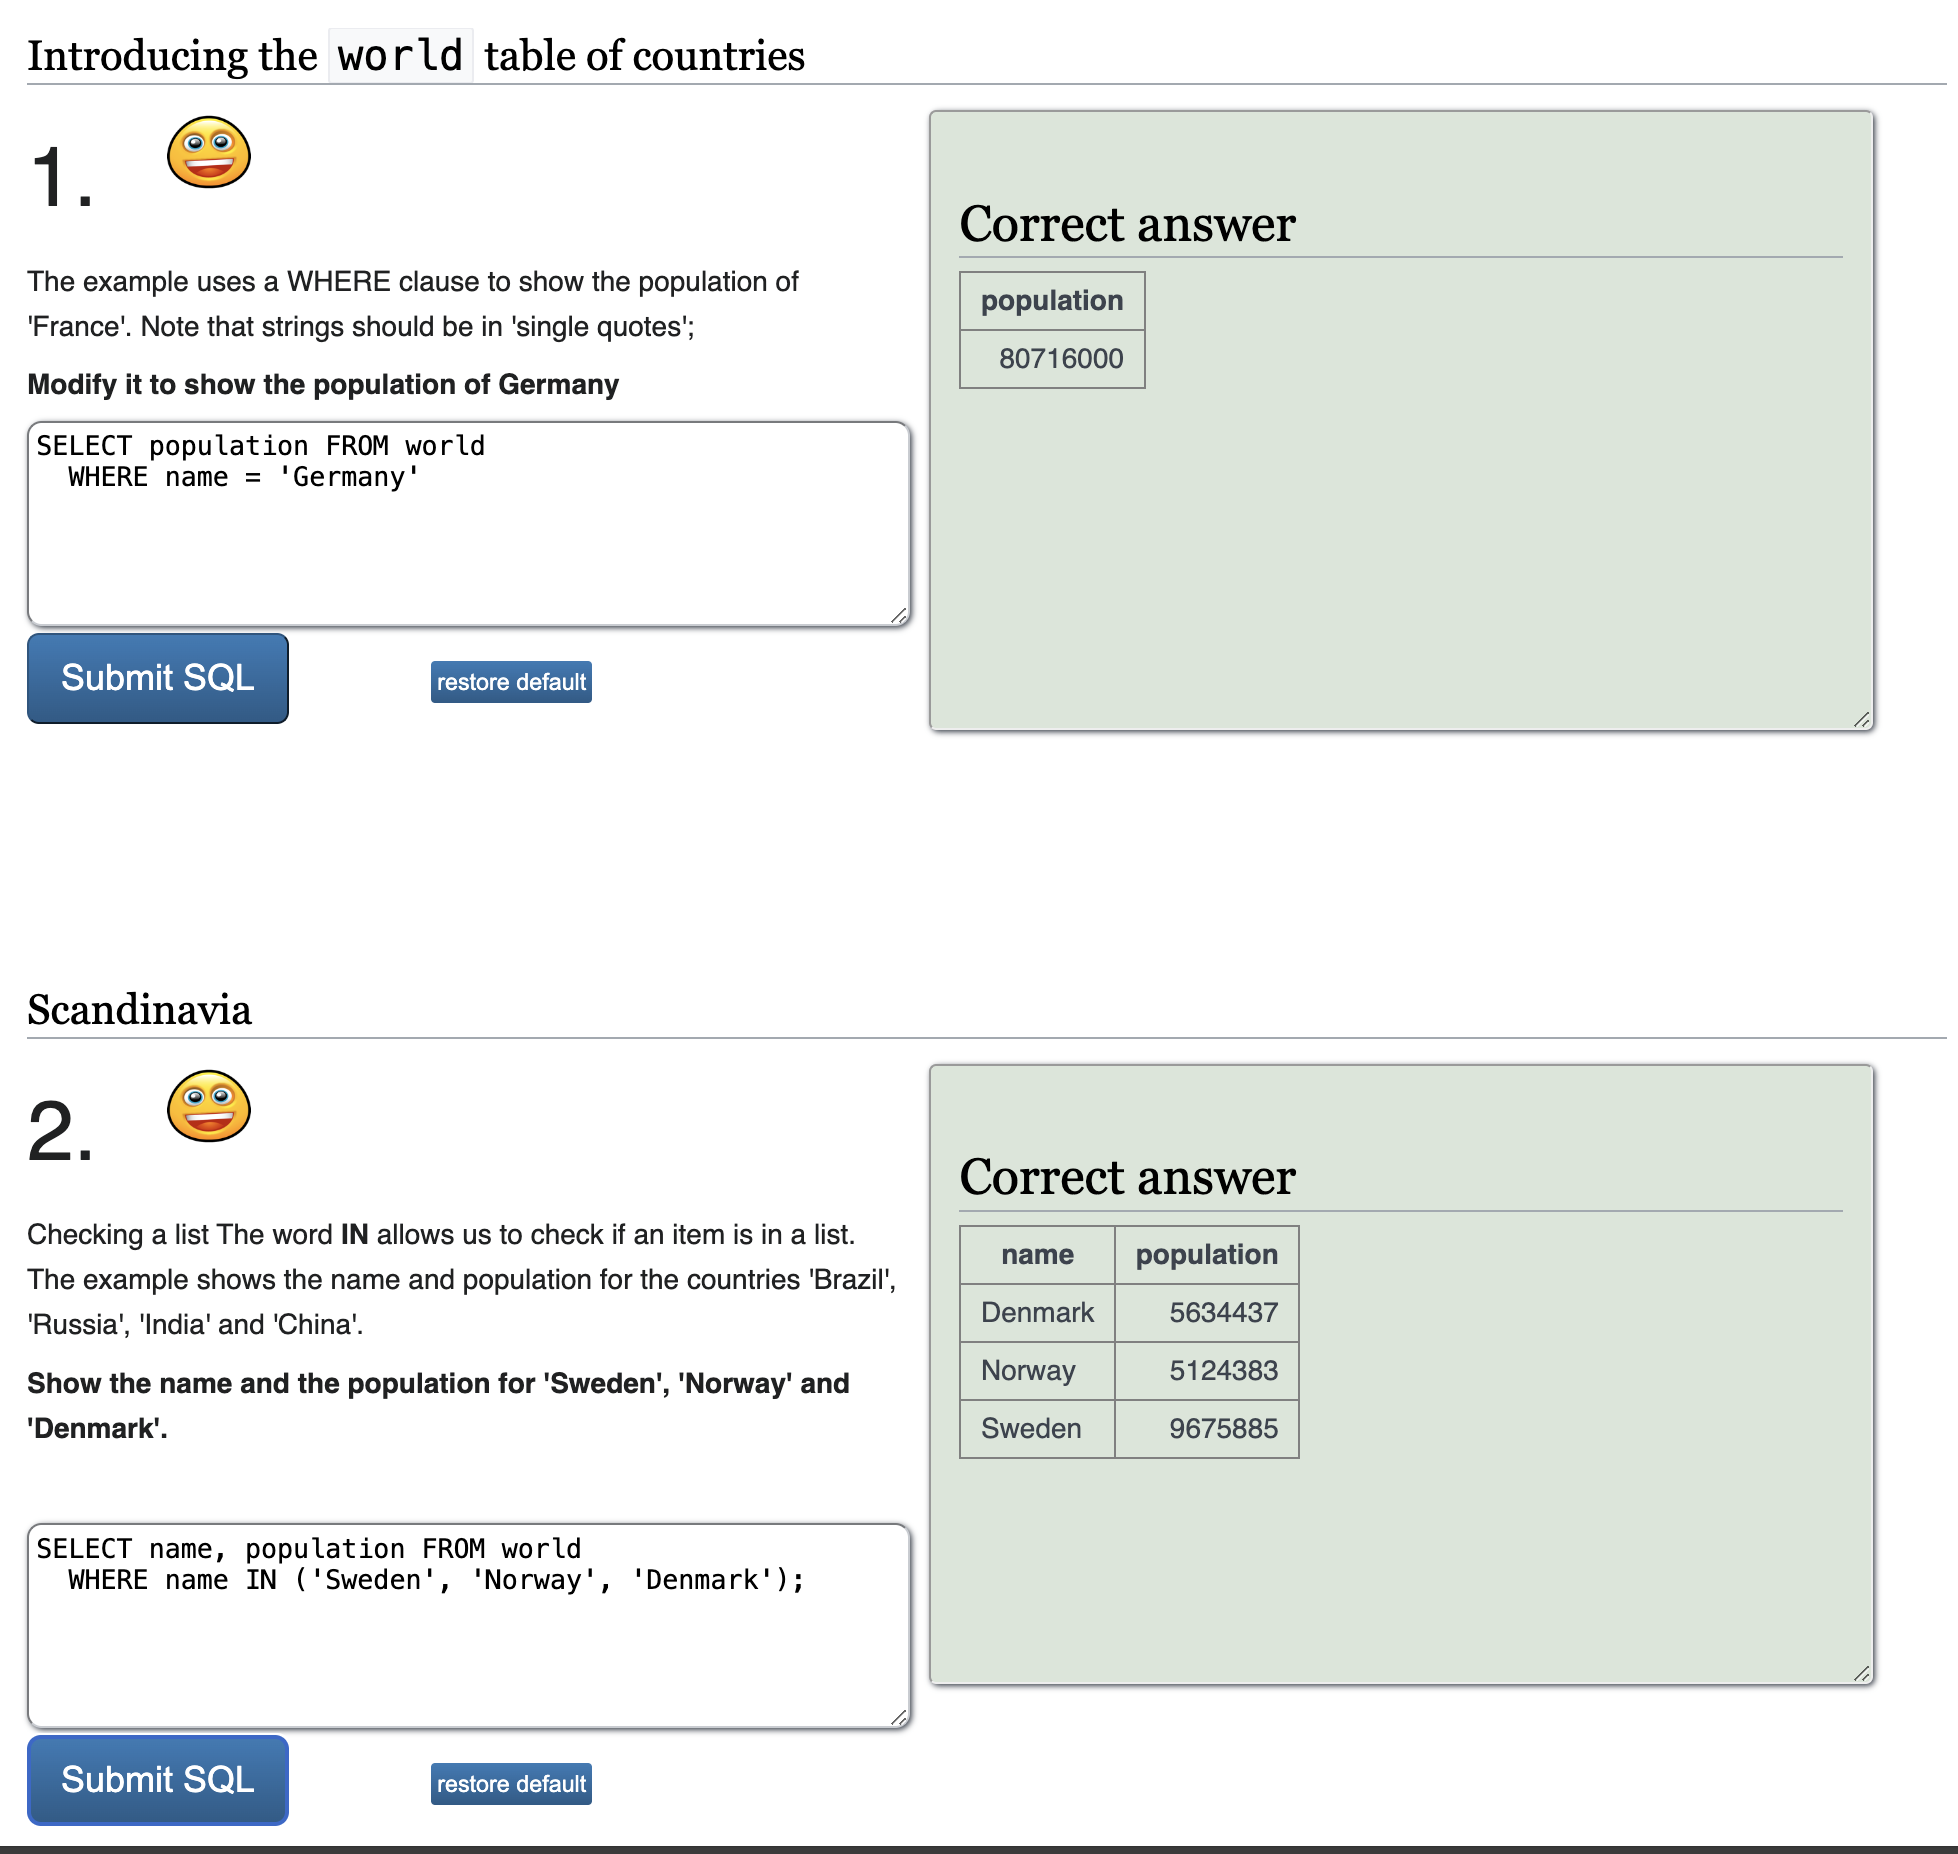 Introducing the world table of countries
1.
The example uses a WHERE clause to show the population of
'France'. Note that strings should be in 'single quotes';
Modify it to show the population of Germany
SELECT population FROM world
  WHERE name = 'Germany'
Submit SQL
restore default
Correct answer
population
80716000
Scandinavia
2.
Checking a list The word IN allows us to check if an item is in a list.
The example shows the name and population for the countries 'Brazil',
'Russia', 'India' and 'China'.
Show the name and the population for 'Sweden', 'Norway' and
'Denmark'.
SELECT name, population FROM world
  WHERE name IN ('Sweden', 'Norway', 'Denmark');
Submit SQL
restore default
Correct answer
name population
Denmark 5634437
Norway 5124383
Sweden 9675885